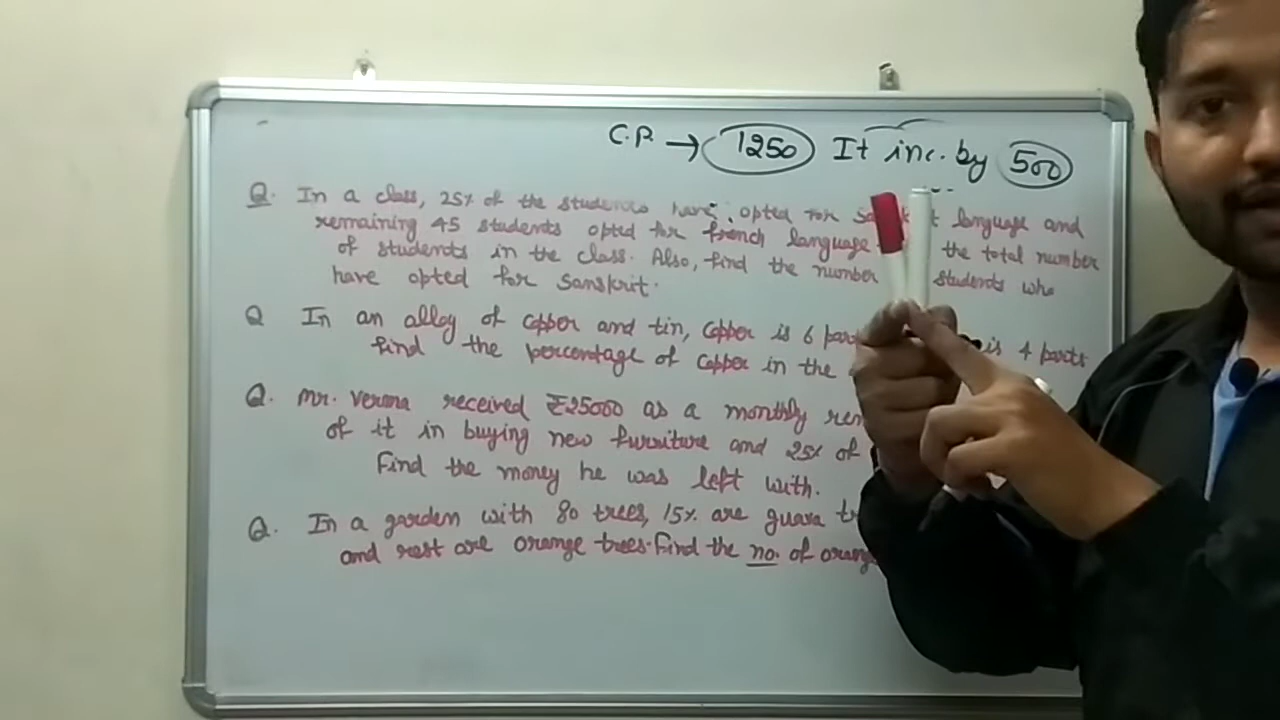 C.P. → 1250 It inc. by 500
Q. In a class, 25% of the students have opted for language and
remaining 45 students opted for french language the total number
of students in the class. Also, find the number students who
have opted for Sanskrit.
Q In an alloy of copper and tin, copper is 6 is 4 parts
find the percentage of copper in the
Q. Mr. Verma received ₹25000 as a monthly
of it in buying new furniture and 25% of
Find the money he was left with.
Q. In a garden with 80 trees, 15% are guava
and rest are orange trees. Find the no. of